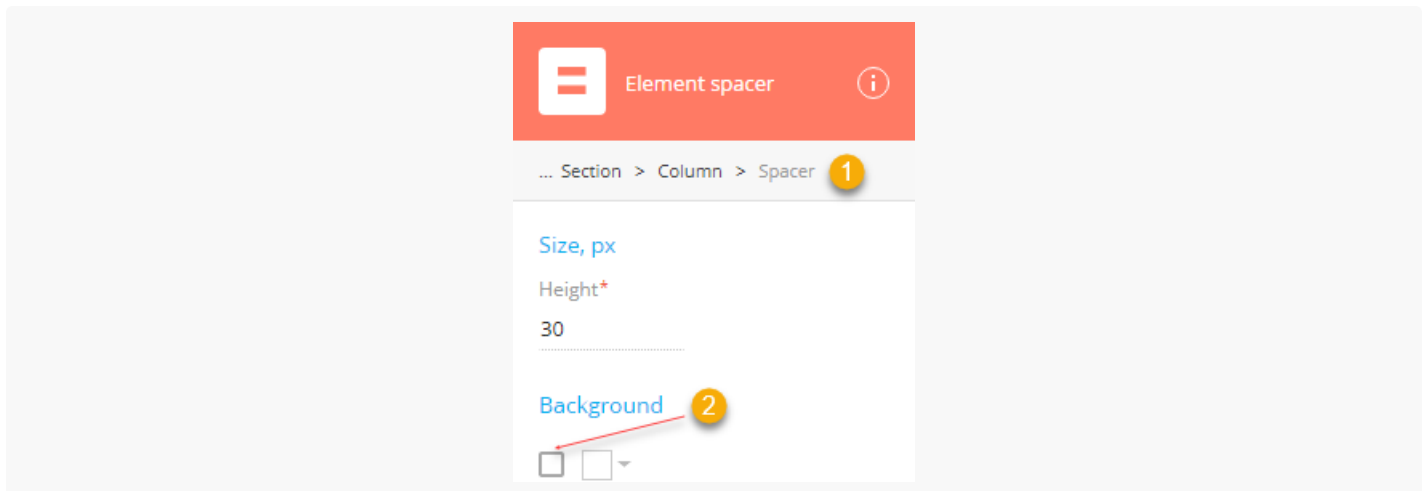 Element spacer
... Section > Column > Spacer 1
Size, px
Height*
30
Background 2